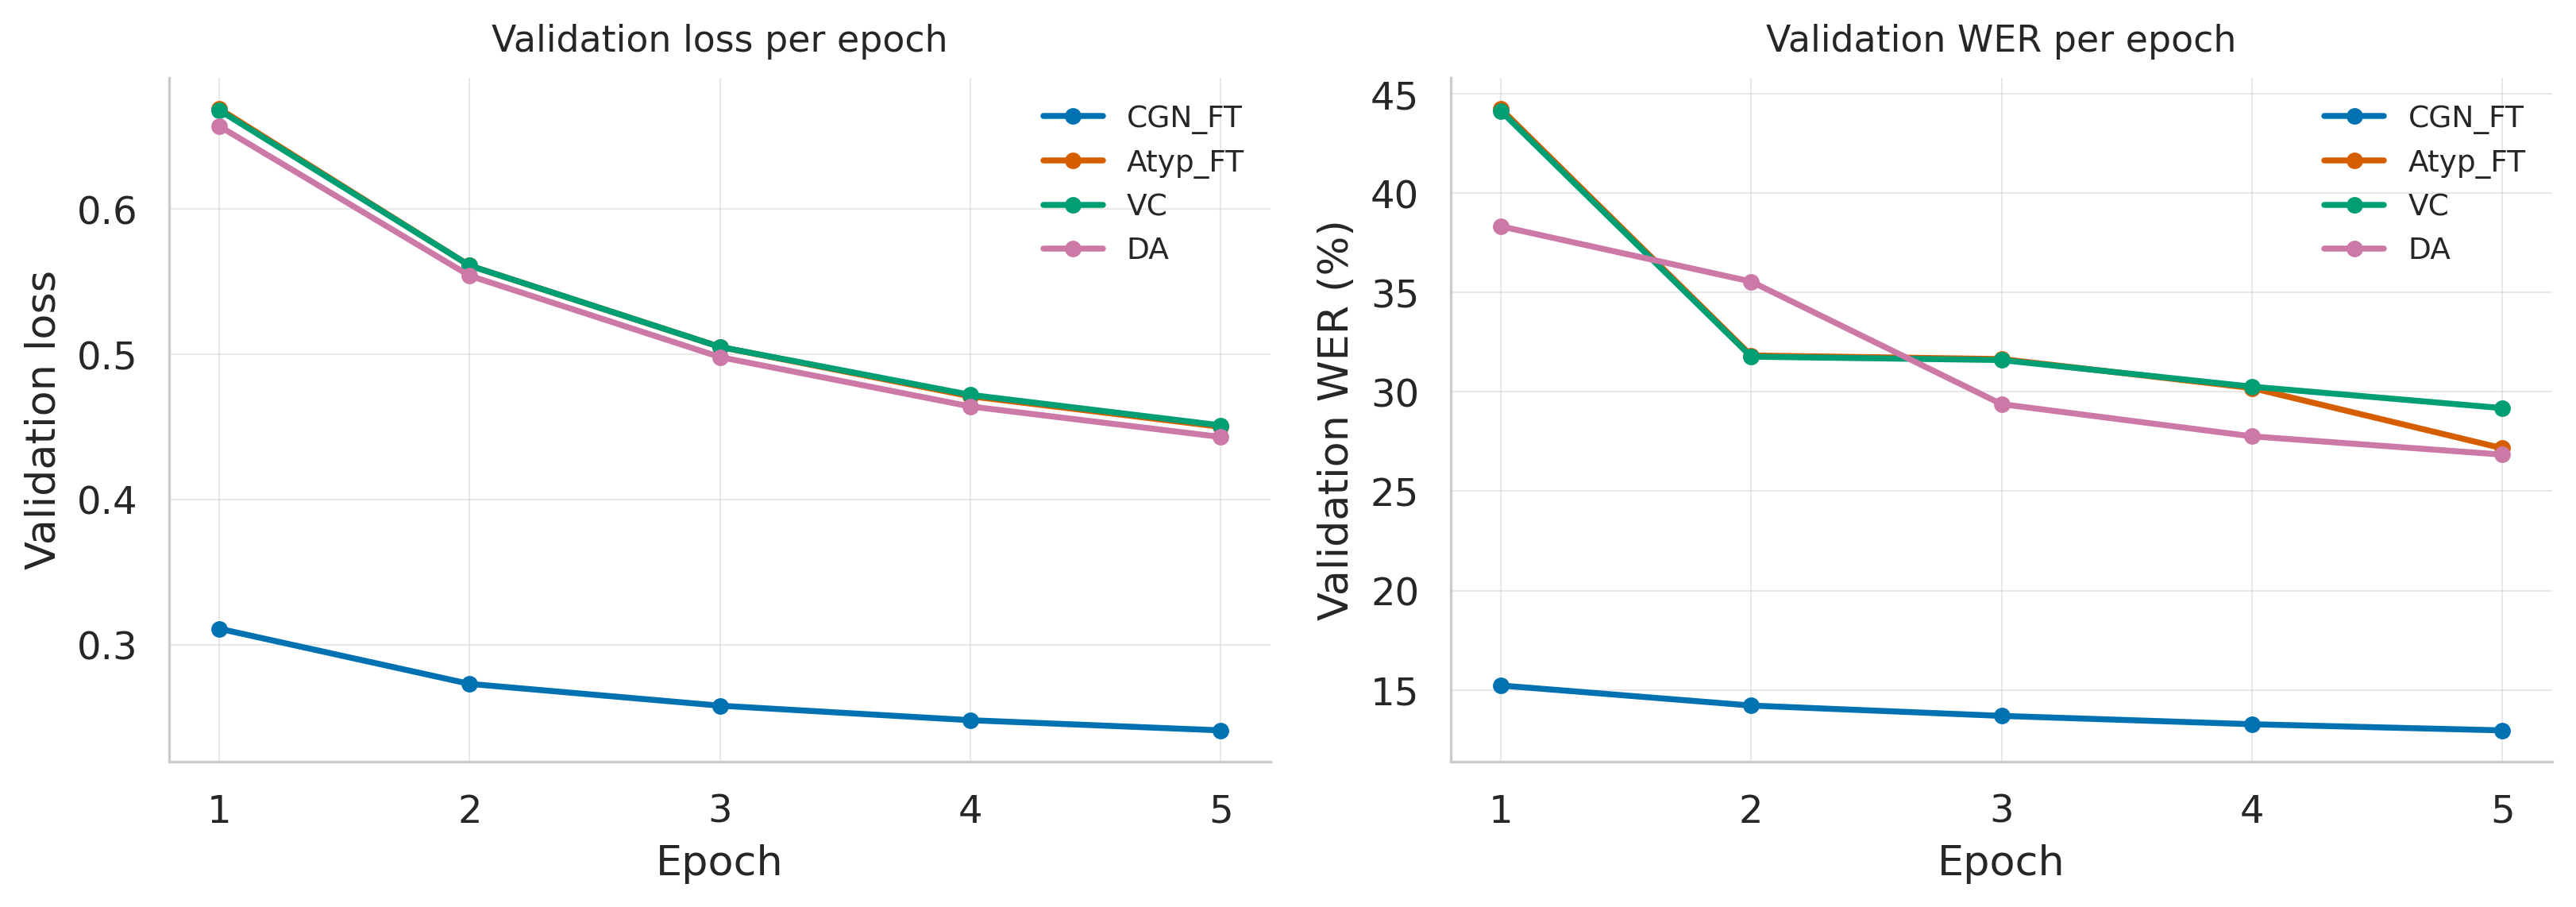 Validation loss per epoch
Validation loss
0.6
0.5
0.4
0.3
1 2 3 4 5
Epoch
CGN_FT
Atyp_FT
VC
DA
Validation WER per epoch
Validation WER (%)
45
40
35
30
25
20
15
1 2 3 4 5
Epoch
CGN_FT
Atyp_FT
VC
DA